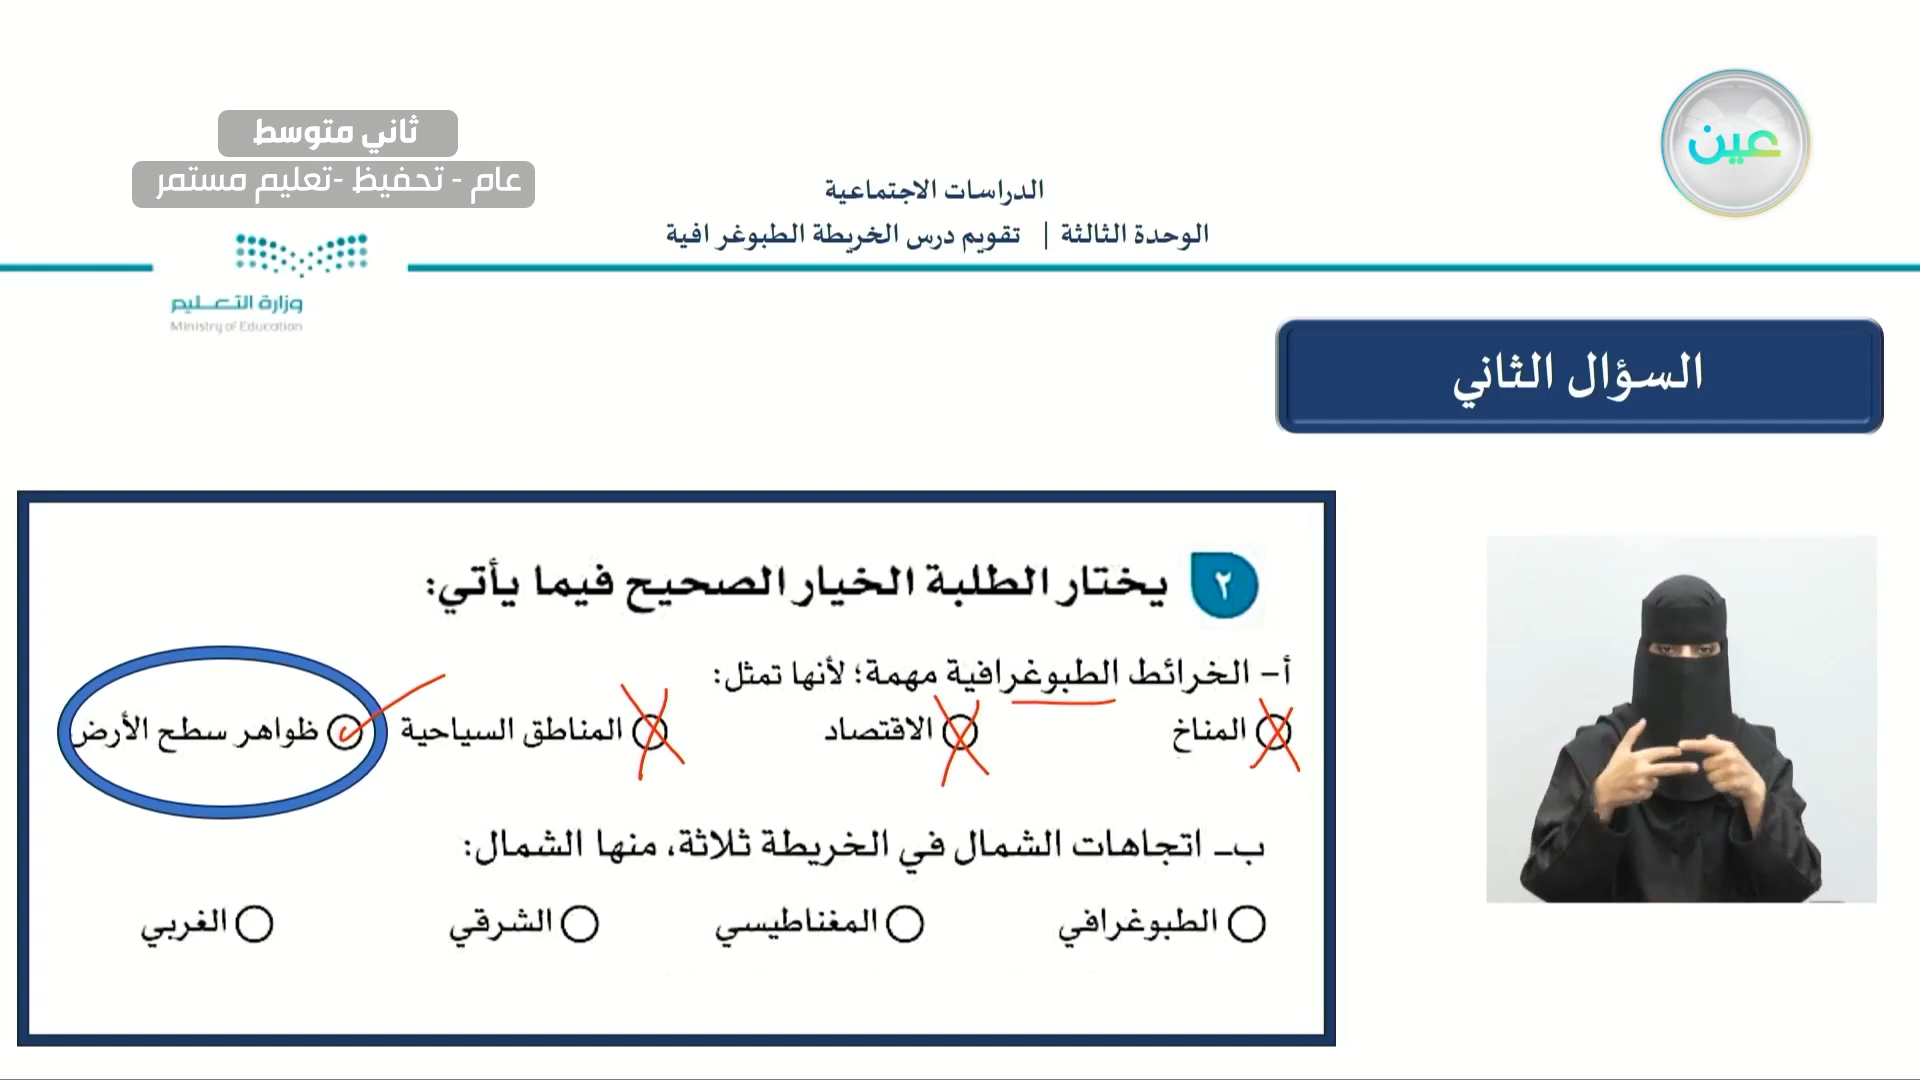 عين
ثاني متوسط
عام - تحفيظ -تعليم مستمر
الدراسات الاجتماعية
الوحدة الثالثة | تقويم درس الخريطة الطبوغرافية
وزارة التعليم
Ministry of Education
السؤال الثاني
٢ يختار الطلبة الخيار الصحيح فيما يأتي:
أ- الخرائط الطبوغرافية مهمة؛ لأنها تمثل:
المناخ الاقتصاد المناطق السياحية ظواهر سطح الأرض
ب- اتجاهات الشمال في الخريطة ثلاثة، منها الشمال:
الطبوغرافي المغناطيسي الشرقي الغربي